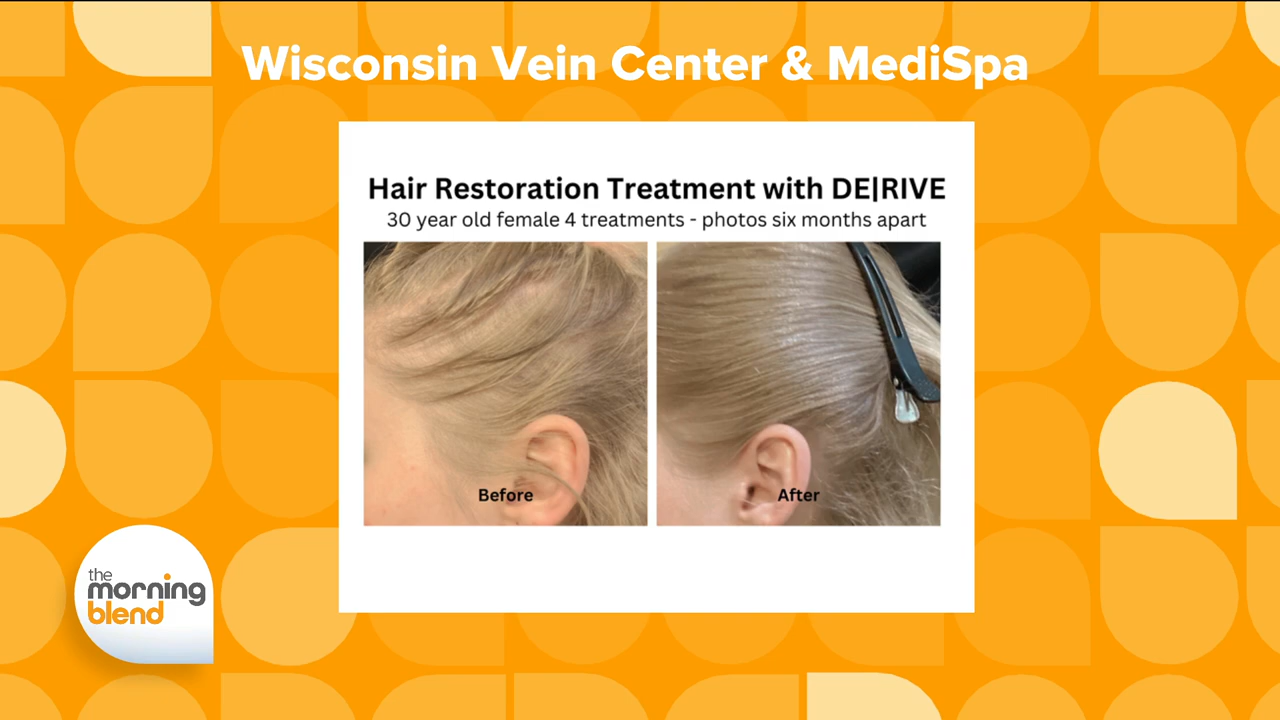 Wisconsin Vein Center & MediSpa
Hair Restoration Treatment with DE|RIVE
30 year old female 4 treatments - photos six months apart
Before
After
the
morning
blend